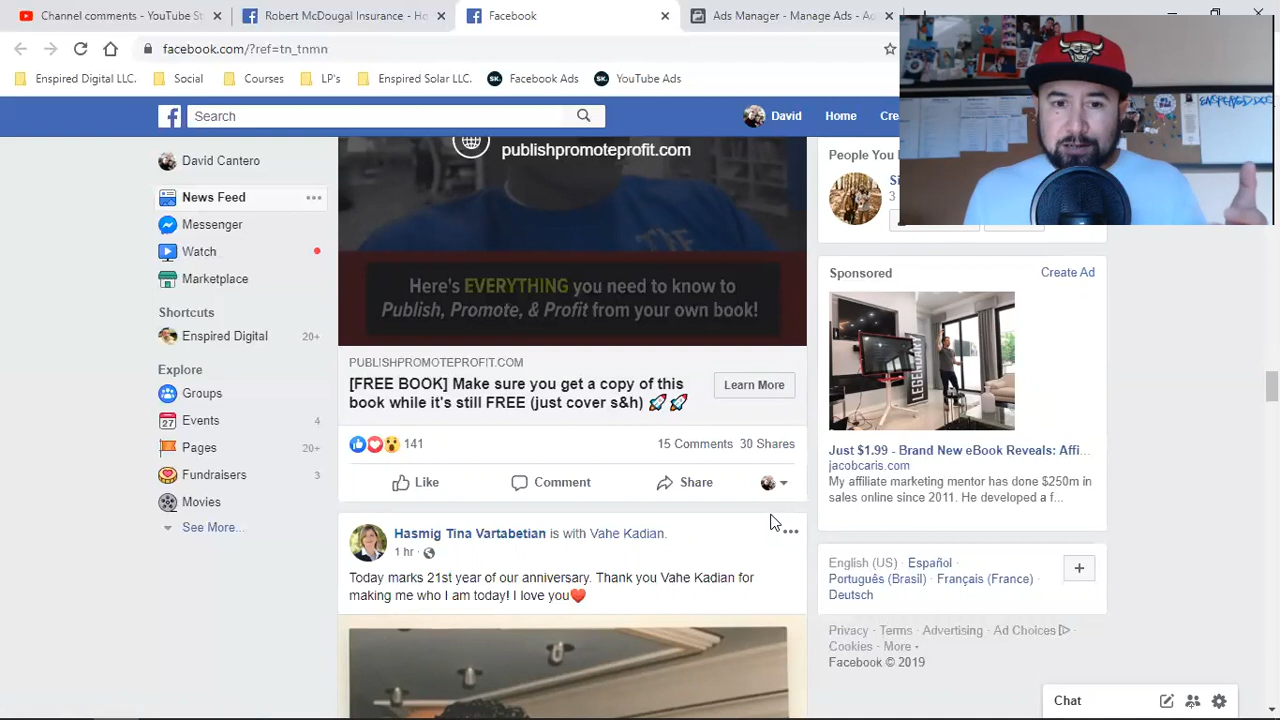 Channel comments - YouTube St
Robert McDougal Insurance - Ho
Facebook
Ads Manager - Manage Ads - Ad
facebook.com/?ref=tn_tnmn
Enspired Digital LLC.
Social
Courses
LP's
Enspired Solar LLC.
SK.
Facebook Ads
SK.
YouTube Ads
Search
David
Home
Cre
David Cantero
News Feed
Messenger
Watch
Marketplace
Shortcuts
Enspired Digital 20+
Explore
Groups
Events 4
Pages 20+
Fundraisers 3
Movies
See More...
publishpromoteprofit.com
Here's EVERYTHING you need to know to
Publish, Promote, & Profit from your own book!
PUBLISHPROMOTEPROFIT.COM
[FREE BOOK] Make sure you get a copy of this
book while it's still FREE (just cover s&h) 🚀🚀
Learn More
141
15 Comments 30 Shares
Like
Comment
Share
Hasmig Tina Vartabetian is with Vahe Kadian.
1 hr
Today marks 21st year of our anniversary. Thank you Vahe Kadian for
making me who I am today! I love you❤️
People You
Si
3
Sponsored
Create Ad
LEGENDARY
Just $1.99 - Brand New eBook Reveals: Affi...
jacobcaris.com
My affiliate marketing mentor has done $250m in
sales online since 2011. He developed a f...
English (US) · Español ·
Português (Brasil) · Français (France) ·
Deutsch
Privacy · Terms · Advertising · Ad Choices
Cookies · More
Facebook © 2019
Chat